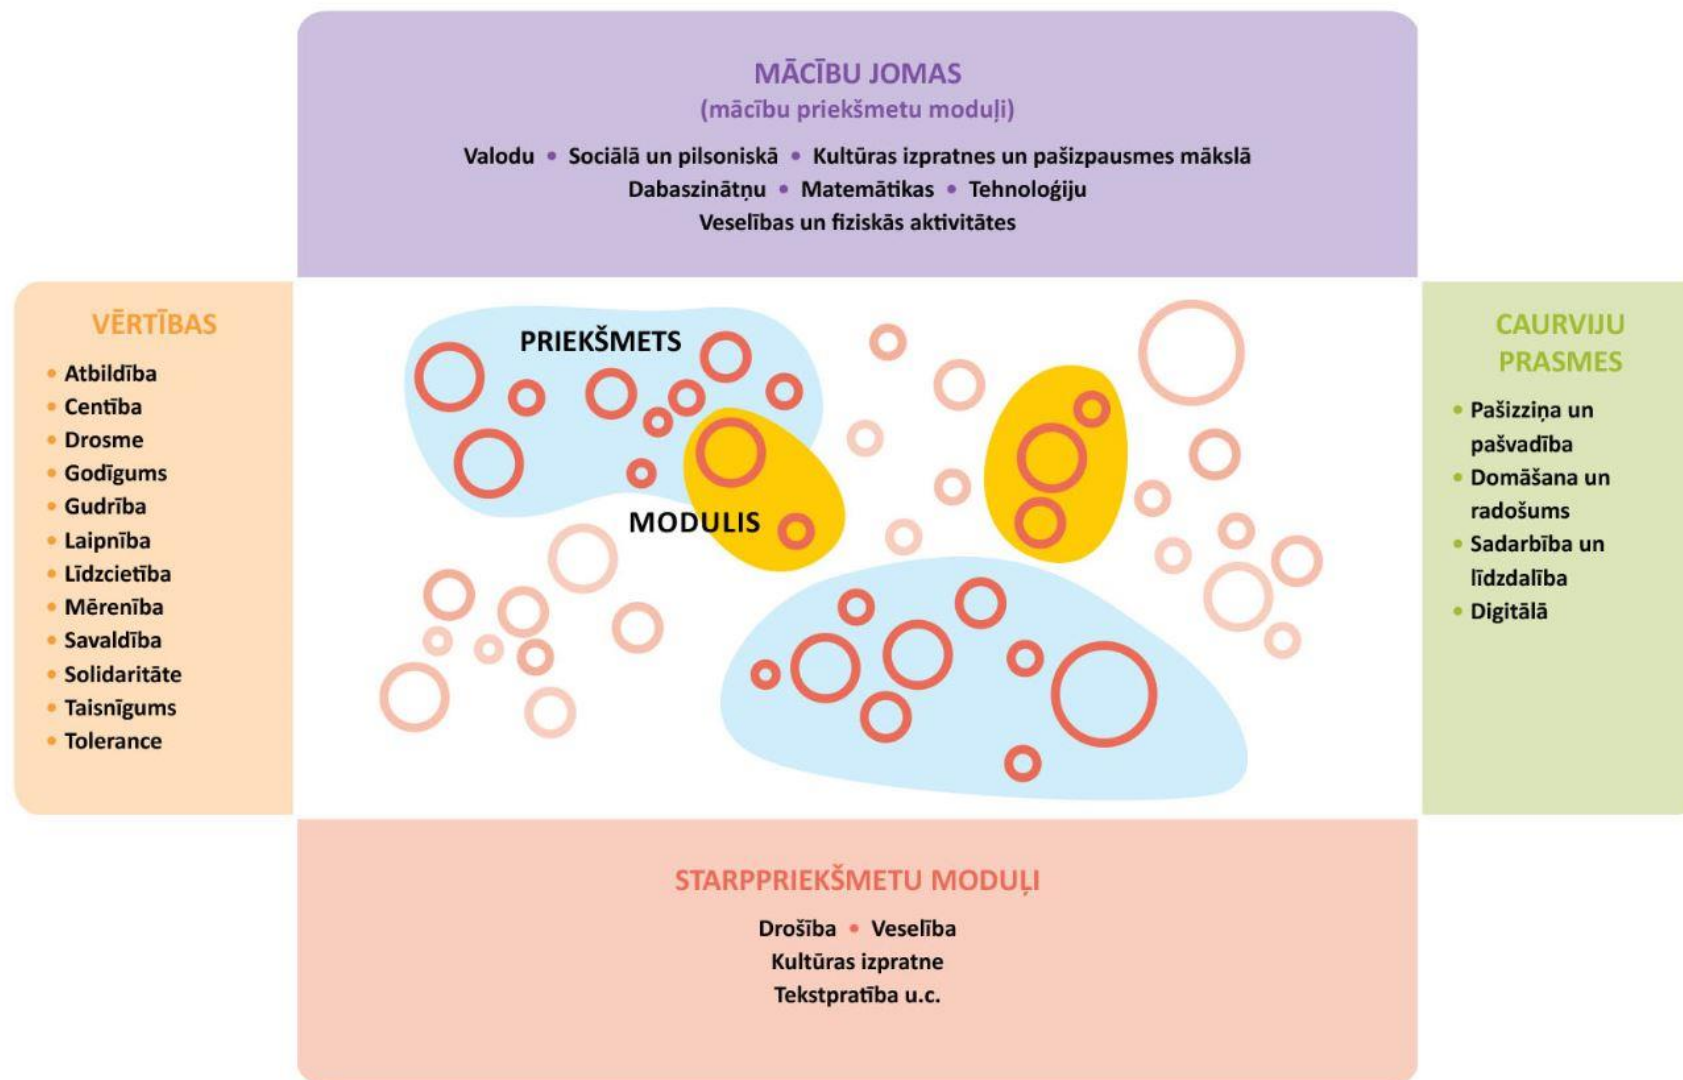 MĀCĪBU JOMAS
(mācību priekšmetu moduļi)
Valodu • Sociālā un pilsoniskā • Kultūras izpratnes un pašizpausmes mākslā
Dabaszinātņu • Matemātikas • Tehnoloģiju
Veselības un fiziskās aktivitātes
VĒRTĪBAS
• Atbildība
• Centība
• Drosme
• Godīgums
• Gudrība
• Laipnība
• Līdzcietība
• Mērenība
• Savaldība
• Solidaritāte
• Taisnīgums
• Tolerance
PRIEKŠMETS
MODULIS
CAURVIJU
PRASMES
• Pašizziņa un
pašvadība
• Domāšana un
radošums
• Sadarbība un
līdzdalība
• Digitālā
STARPPRIEKŠMETU MODUĻI
Drošība • Veselība
Kultūras izpratne
Tekstpratība u.c.